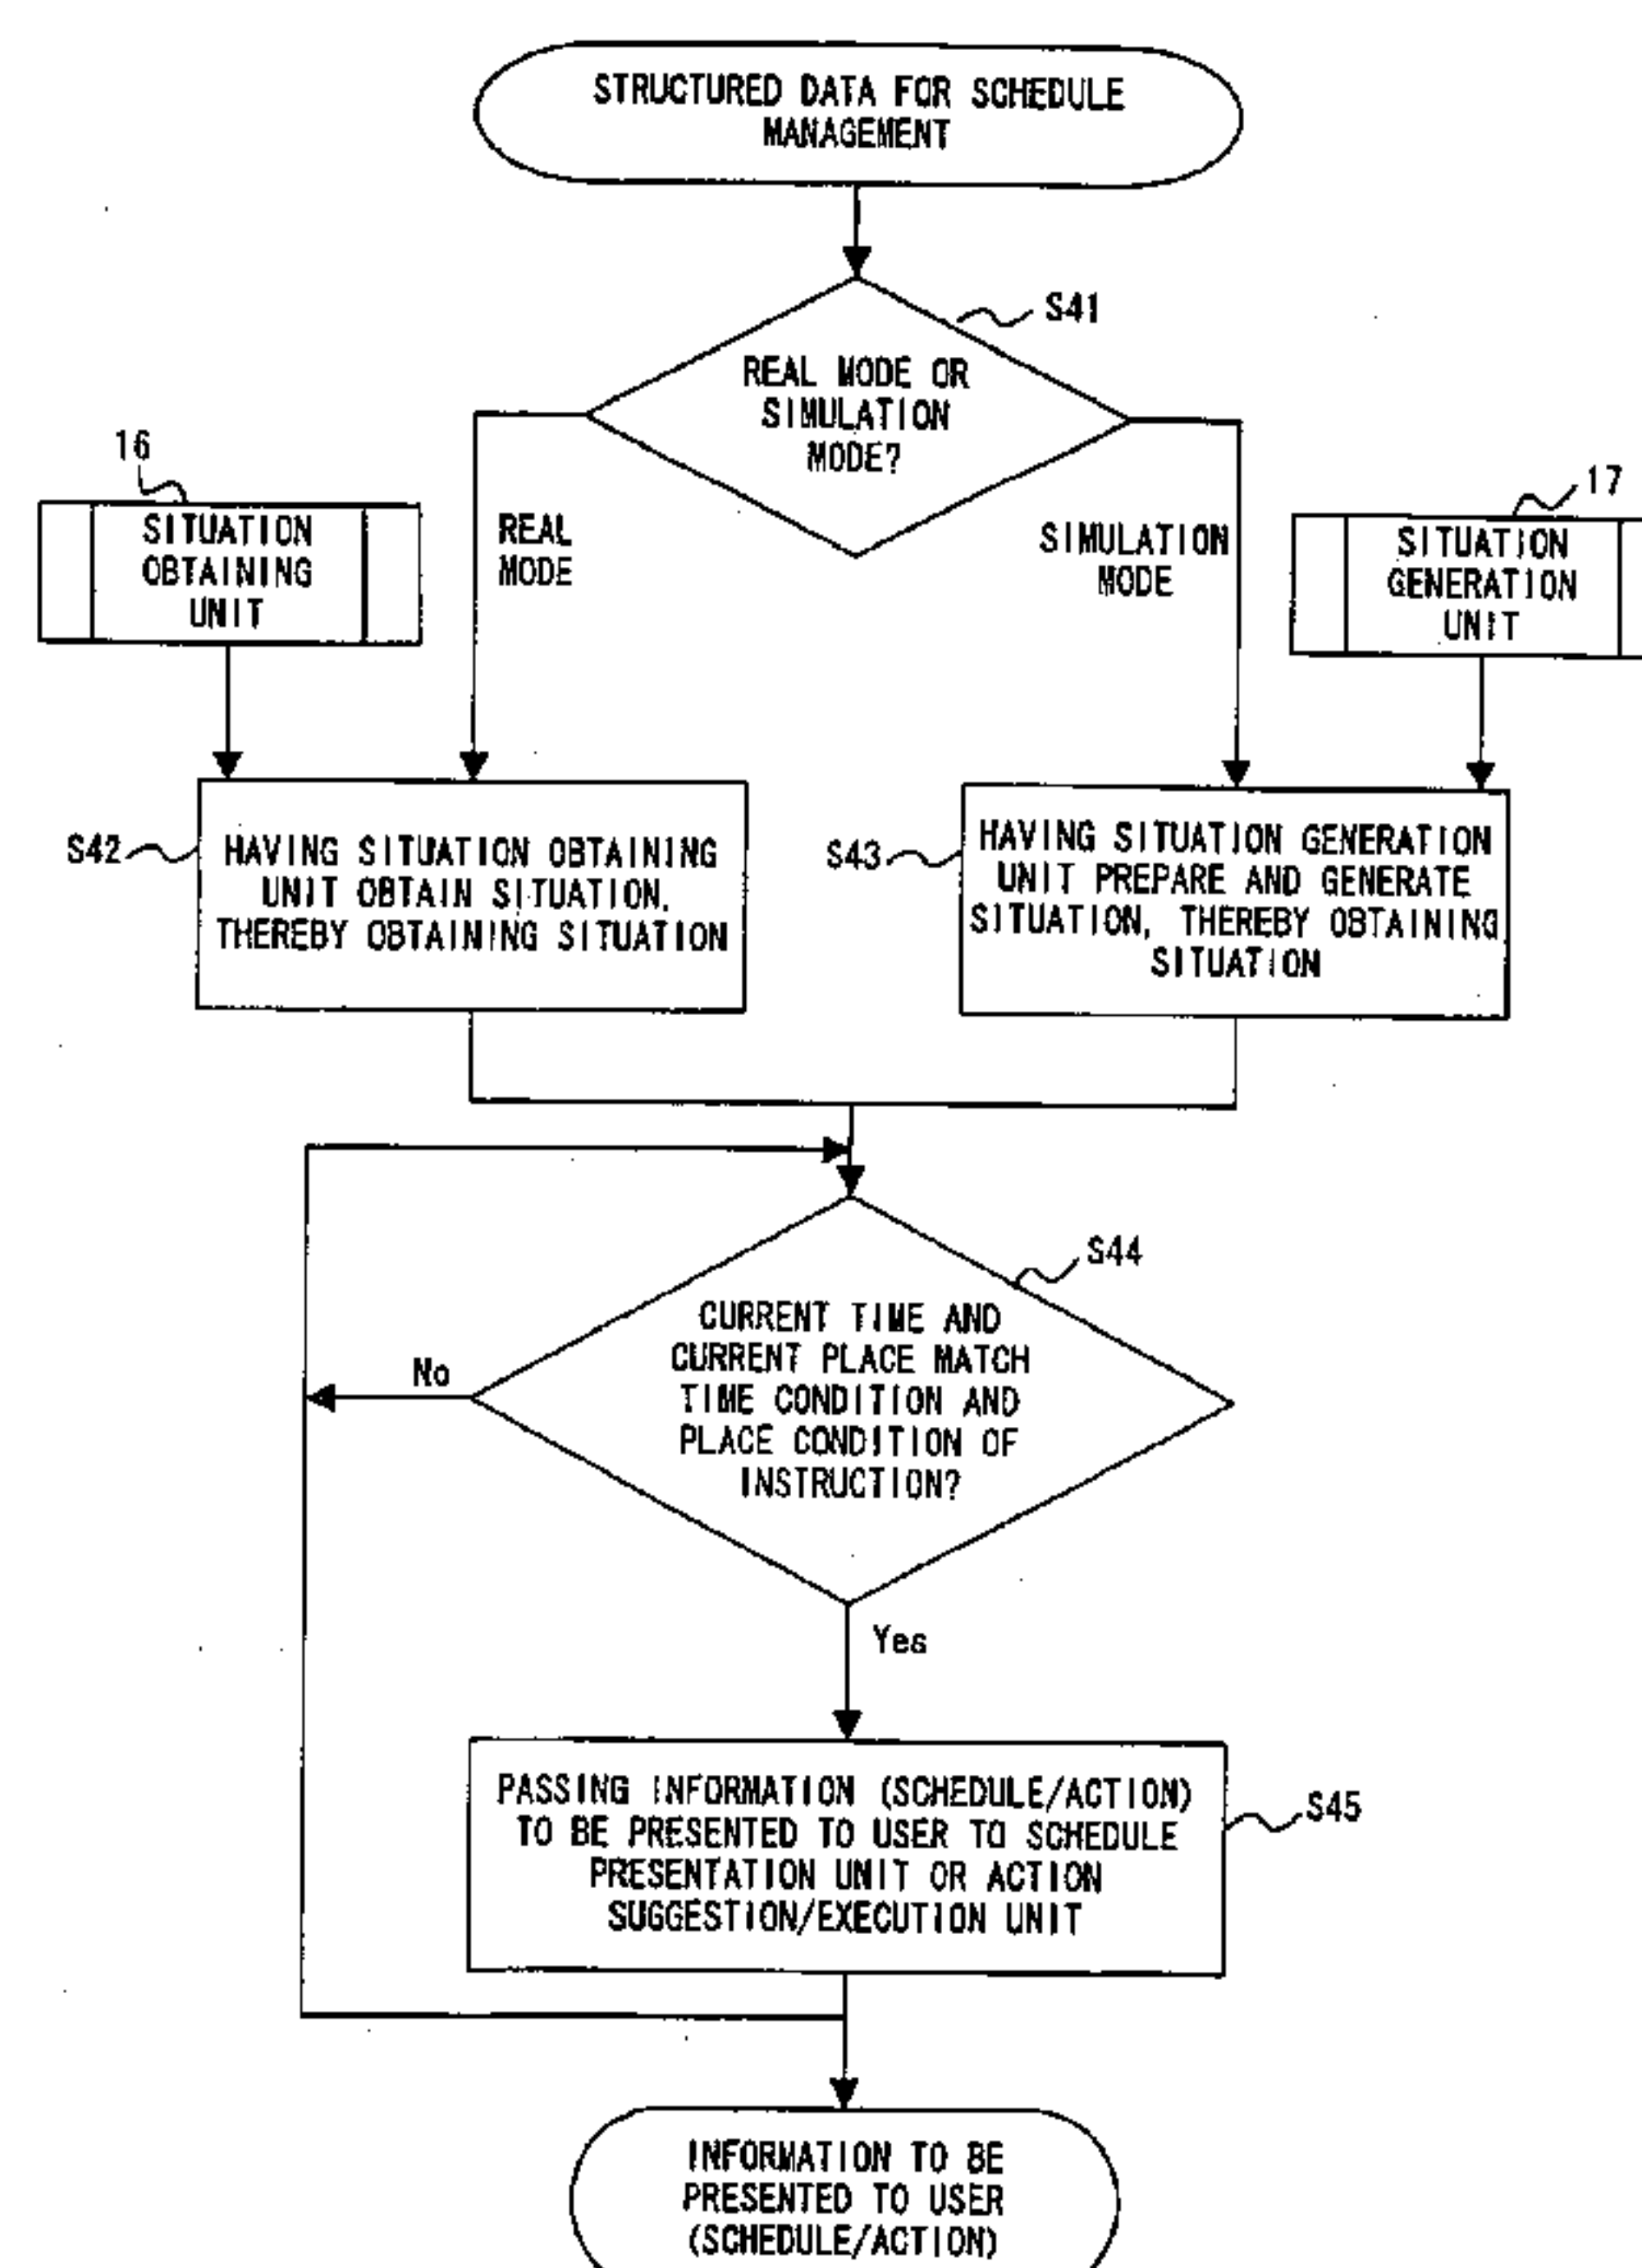 STRUCTURED DATA FOR SCHEDULE
MANAGEMENT
S41
REAL MODE OR
SIMULATION
MODE?
16
SITUATION
OBTAINING
UNIT
REAL
MODE
SIMULATION
MODE
17
SITUATION
GENERATION
UNIT
S42
HAVING SITUATION OBTAINING
UNIT OBTAIN SITUATION,
THEREBY OBTAINING SITUATION
S43
HAVING SITUATION GENERATION
UNIT PREPARE AND GENERATE
SITUATION, THEREBY OBTAINING
SITUATION
S44
CURRENT TIME AND
CURRENT PLACE MATCH
TIME CONDITION AND
PLACE CONDITION OF
INSTRUCTION?
No
Yes
PASSING INFORMATION (SCHEDULE/ACTION)
TO BE PRESENTED TO USER TO SCHEDULE
PRESENTATION UNIT OR ACTION
SUGGESTION/EXECUTION UNIT
S45
INFORMATION TO BE
PRESENTED TO USER
(SCHEDULE/ACTION)